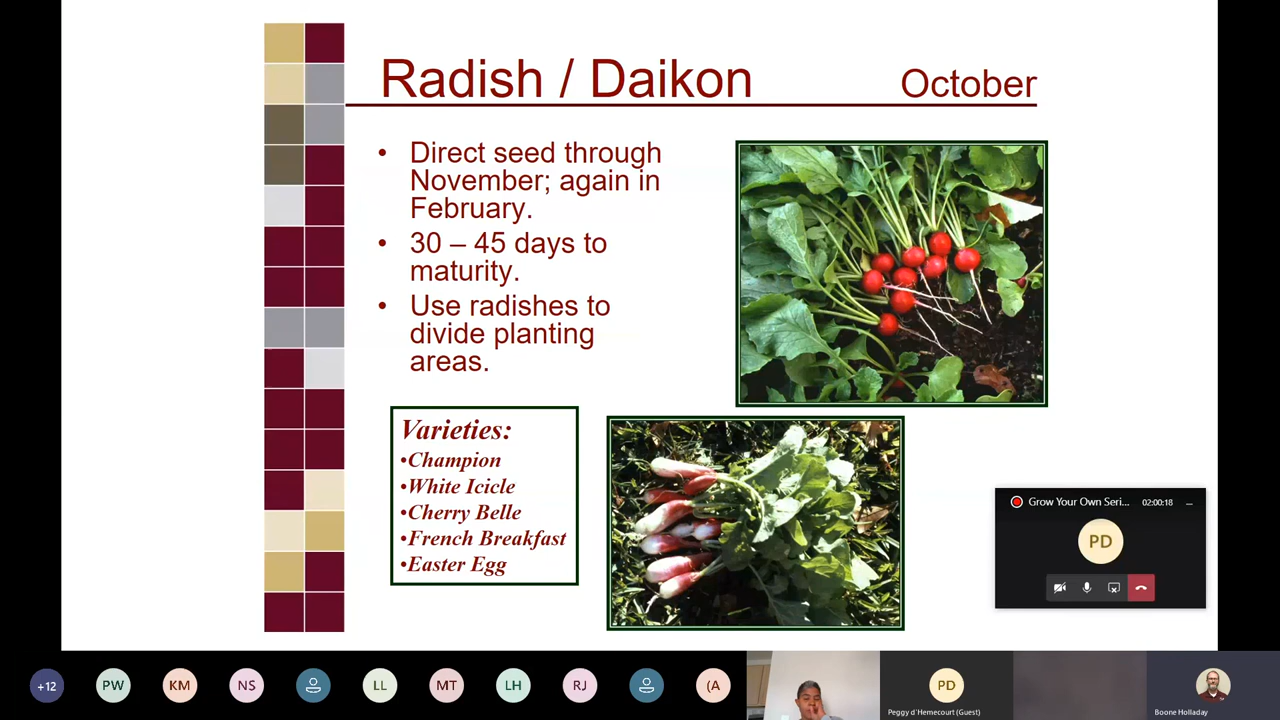 Radish / Daikon
October
• Direct seed through
November; again in
February.
• 30 – 45 days to
maturity.
• Use radishes to
divide planting
areas.
Varieties:
•Champion
•White Icicle
•Cherry Belle
•French Breakfast
•Easter Egg
Grow Your Own Seri...
02:00:18
PD
+12
PW
KM
NS
LL
MT
LH
RJ
(A
PD
Peggy d'Hemecourt (Guest)
Boone Holladay